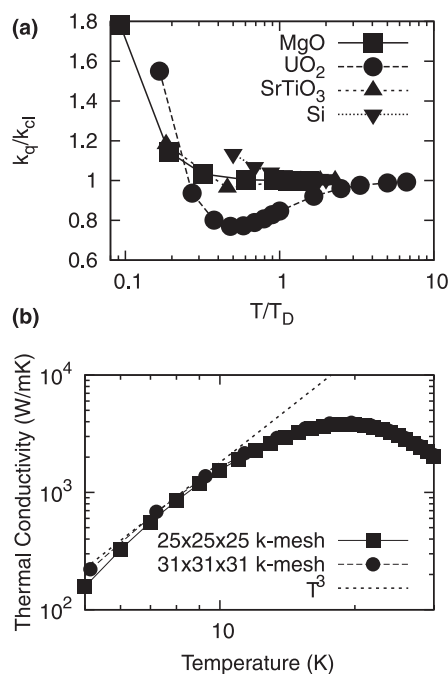 (a)
MgO
UO2
SrTiO3
Si
1.8
1.6
1.4
1.2
1
0.8
0.6
kq/kcl
0.1
1
10
T/TD
(b)
10^4
10^3
10^2
Thermal Conductivity (W/mK)
25x25x25 k-mesh
31x31x31 k-mesh
T^3
10
Temperature (K)